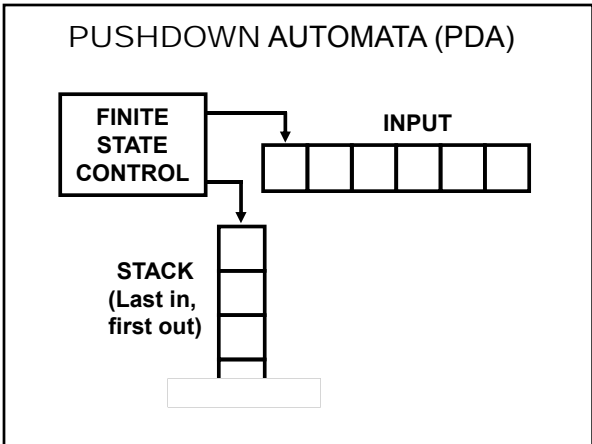 PUSHDOWN AUTOMATA (PDA)
FINITE
STATE
CONTROL
INPUT
STACK
(Last in,
first out)